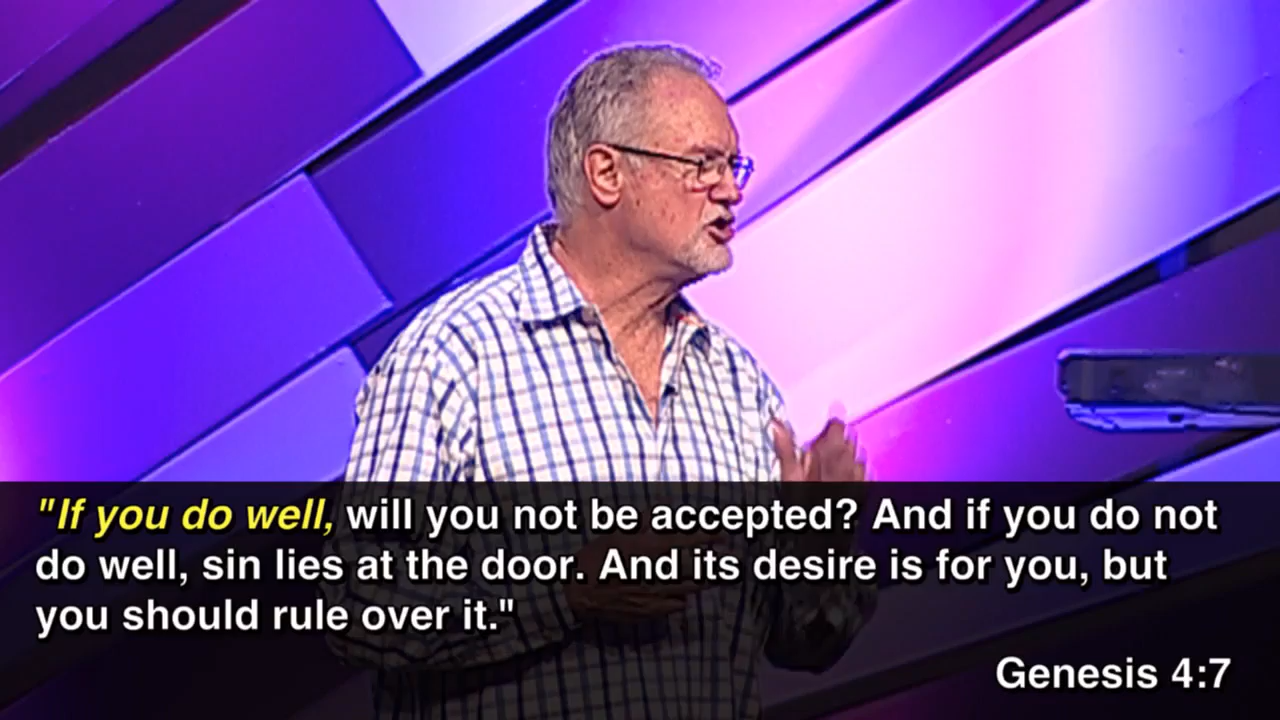 "If you do well, will you not be accepted? And if you do not
do well, sin lies at the door. And its desire is for you, but
you should rule over it."
Genesis 4:7